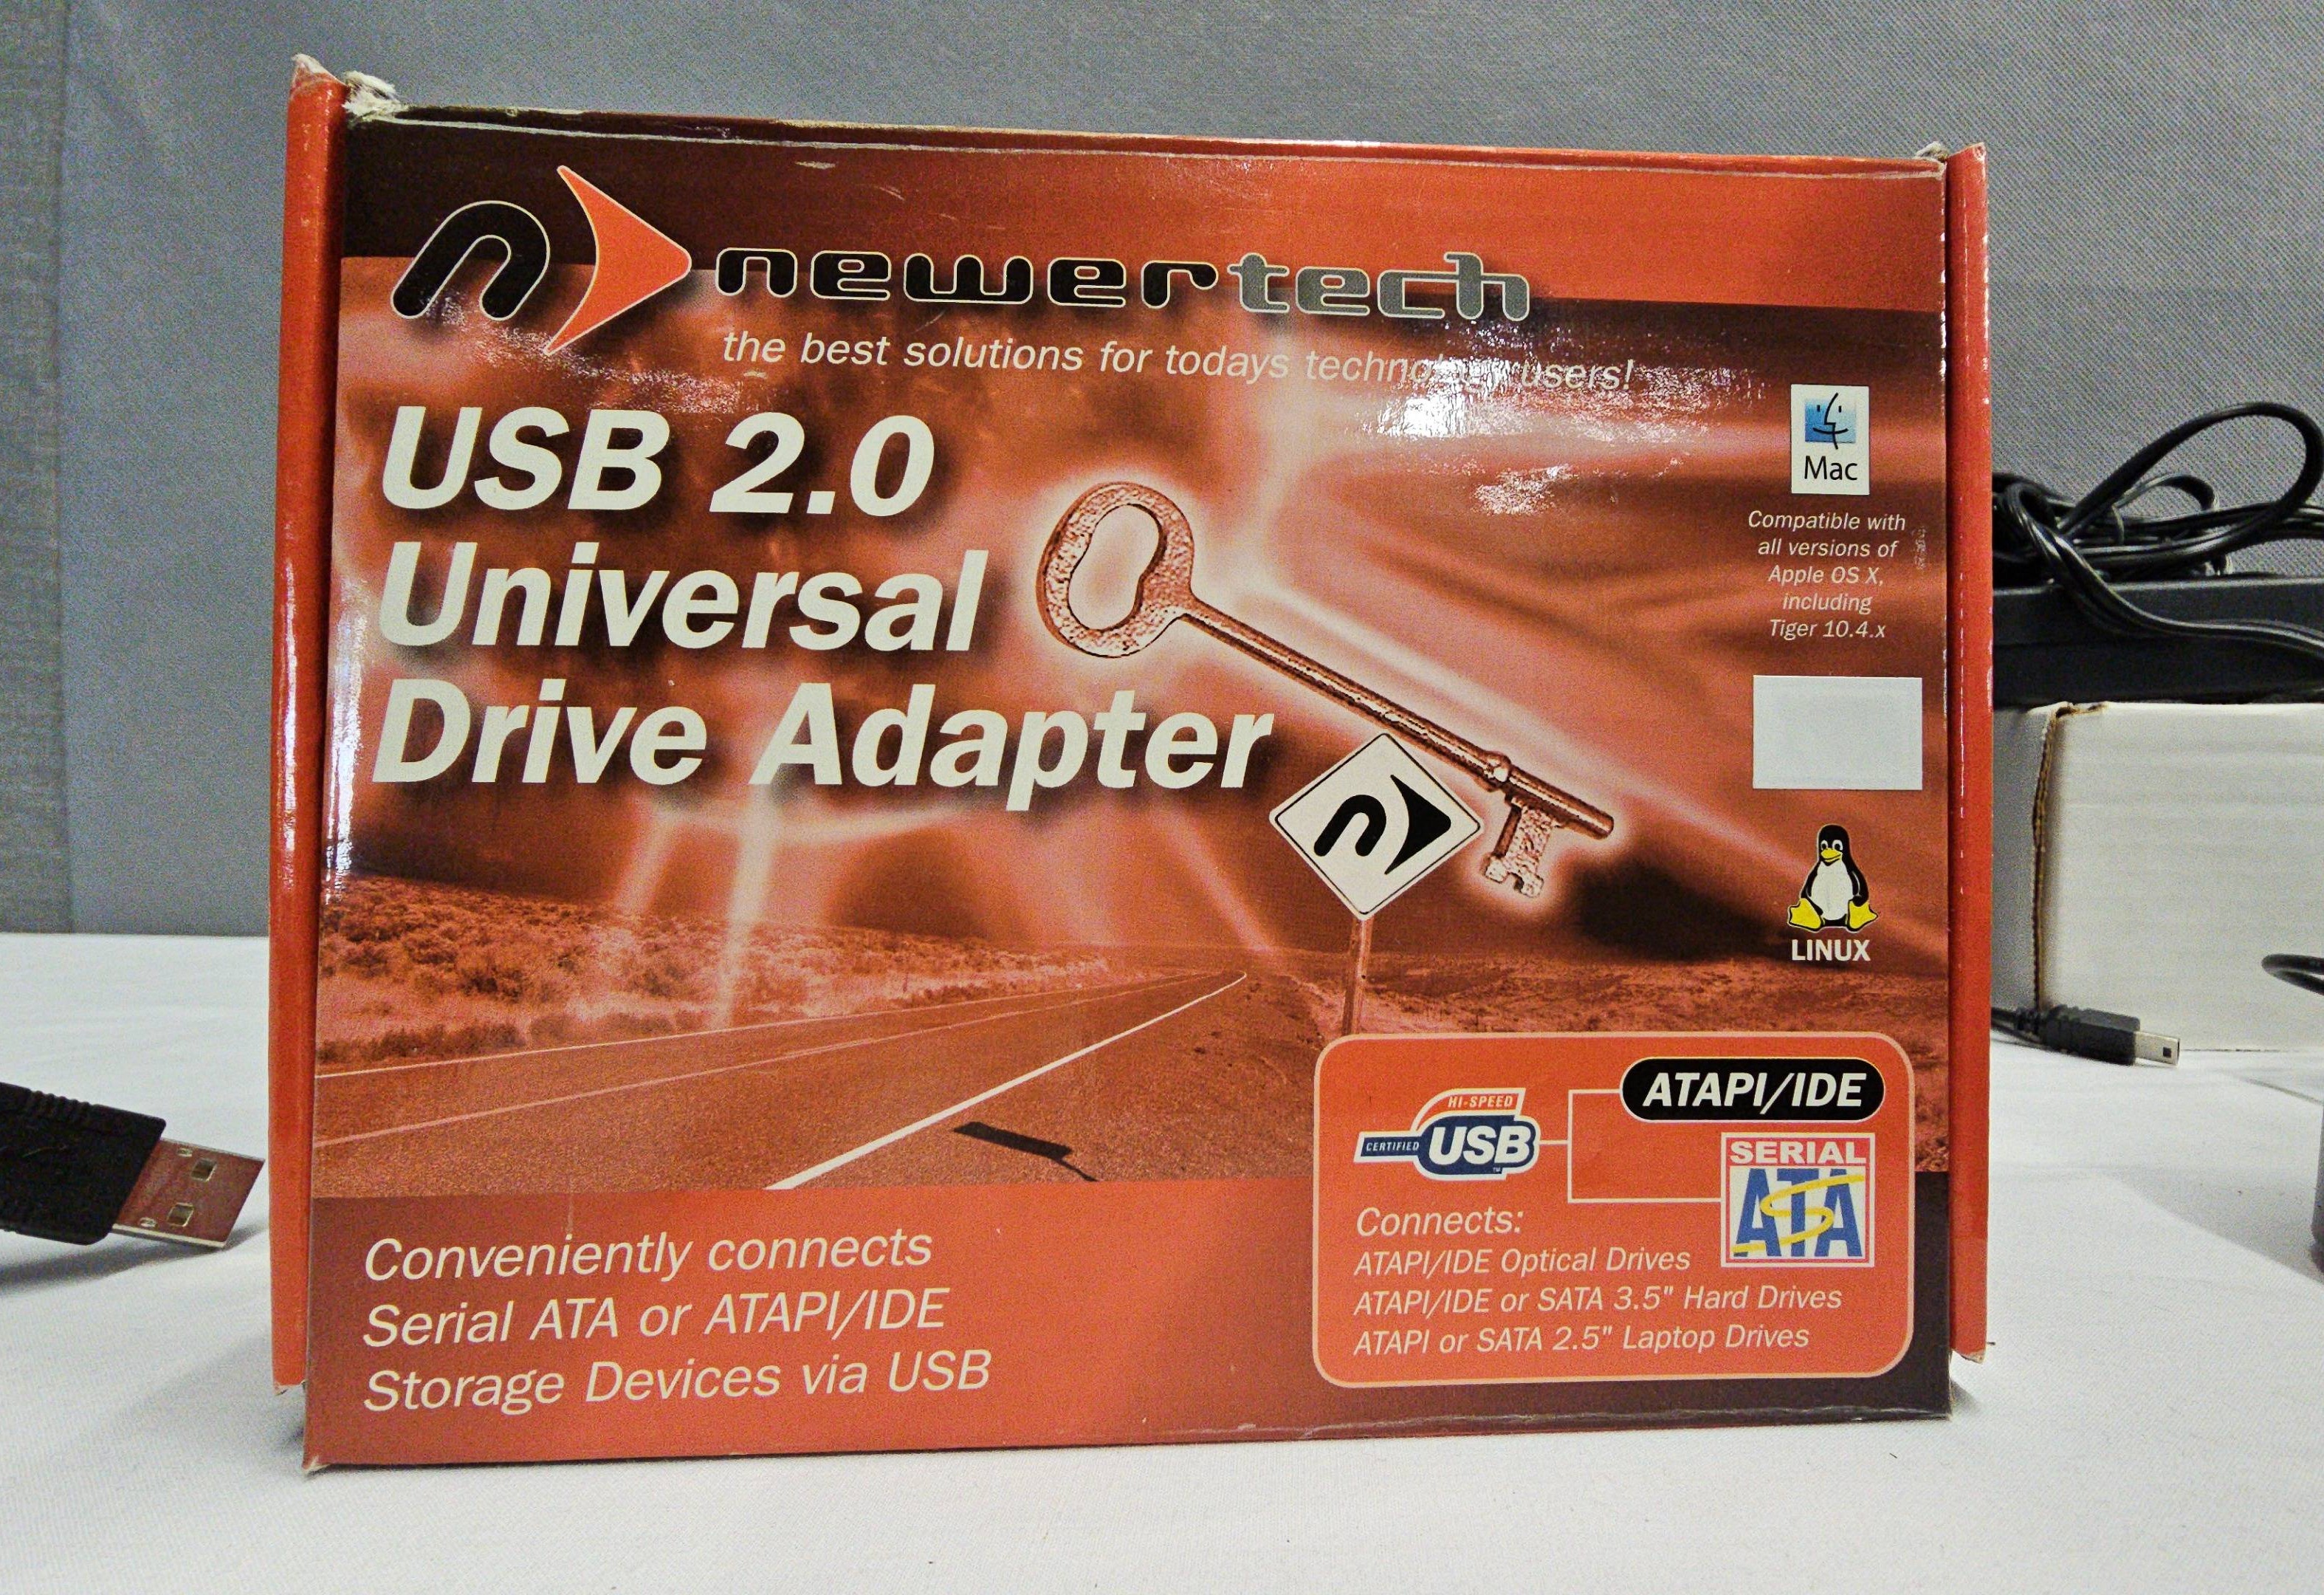 newertech
the best solutions for todays technology users!
USB 2.0
Universal
Drive Adapter
Mac
Compatible with
all versions of
Apple OS X,
including
Tiger 10.4.x
LINUX
ATAPI/IDE
HI-SPEED
CERTIFIED USB
SERIAL
ATA
Connects:
ATAPI/IDE Optical Drives
ATAPI/IDE or SATA 3.5" Hard Drives
ATAPI or SATA 2.5" Laptop Drives
Conveniently connects
Serial ATA or ATAPI/IDE
Storage Devices via USB